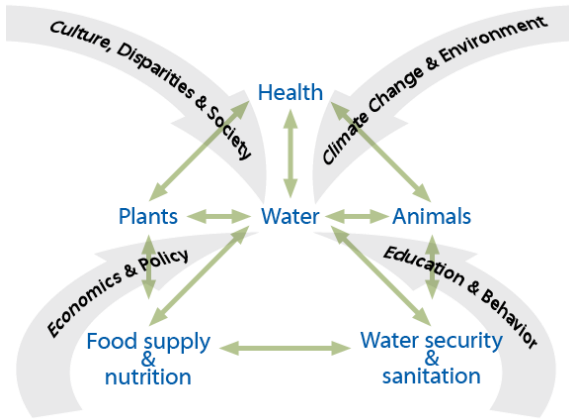 Culture, Disparities & Society
Climate Change & Environment
Health
Plants
Water
Animals
Economics & Policy
Education & Behavior
Food supply
&
nutrition
Water security
&
sanitation